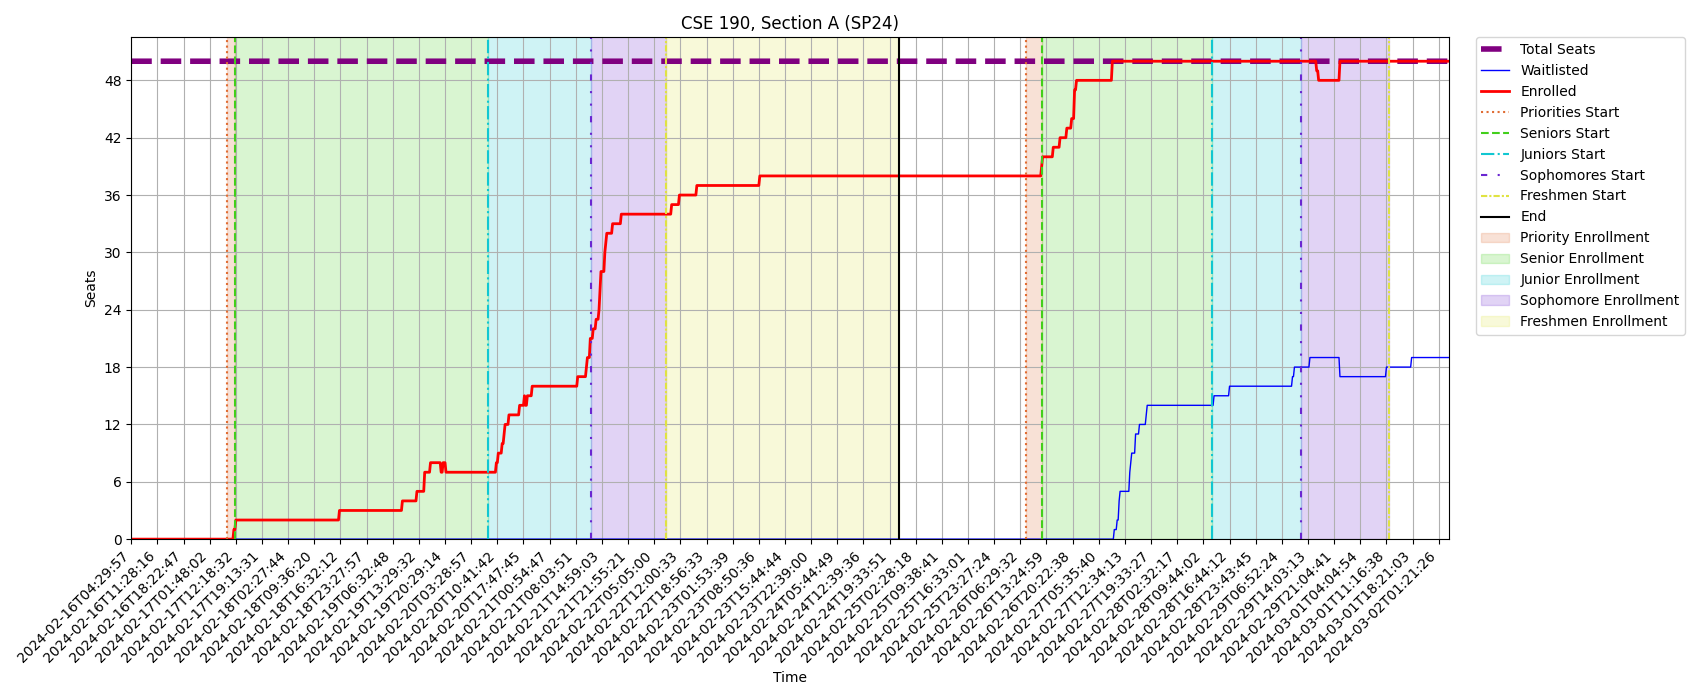 CSE 190, Section A (SP24)
Seats
48
42
36
30
24
18
12
6
0
2024-02-16T04:29:57
2024-02-16T11:28:16
2024-02-16T18:22:47
2024-02-17T01:48:02
2024-02-17T12:18:32
2024-02-17T19:13:31
2024-02-18T02:27:44
2024-02-18T09:36:20
2024-02-18T16:32:12
2024-02-18T23:27:57
2024-02-19T06:32:48
2024-02-19T13:29:32
2024-02-19T20:29:14
2024-02-20T03:28:57
2024-02-20T10:41:42
2024-02-20T17:47:45
2024-02-21T00:54:47
2024-02-21T08:03:51
2024-02-21T14:59:03
2024-02-21T21:55:21
2024-02-22T05:05:00
2024-02-22T12:00:33
2024-02-22T18:56:33
2024-02-23T01:53:39
2024-02-23T08:50:36
2024-02-23T15:44:44
2024-02-23T22:39:00
2024-02-24T05:44:49
2024-02-24T12:39:36
2024-02-24T19:33:51
2024-02-25T02:28:18
2024-02-25T09:38:41
2024-02-25T16:33:01
2024-02-25T23:27:24
2024-02-26T06:29:32
2024-02-26T13:24:59
2024-02-26T20:22:38
2024-02-27T05:35:40
2024-02-27T12:34:13
2024-02-27T19:33:27
2024-02-28T02:32:17
2024-02-28T09:44:02
2024-02-28T16:44:12
2024-02-28T23:43:45
2024-02-29T06:52:24
2024-02-29T14:03:13
2024-02-29T21:04:41
2024-03-01T04:04:54
2024-03-01T11:16:38
2024-03-01T18:21:03
2024-03-02T01:21:26
Time
Total Seats
Waitlisted
Enrolled
Priorities Start
Seniors Start
Juniors Start
Sophomores Start
Freshmen Start
End
Priority Enrollment
Senior Enrollment
Junior Enrollment
Sophomore Enrollment
Freshmen Enrollment